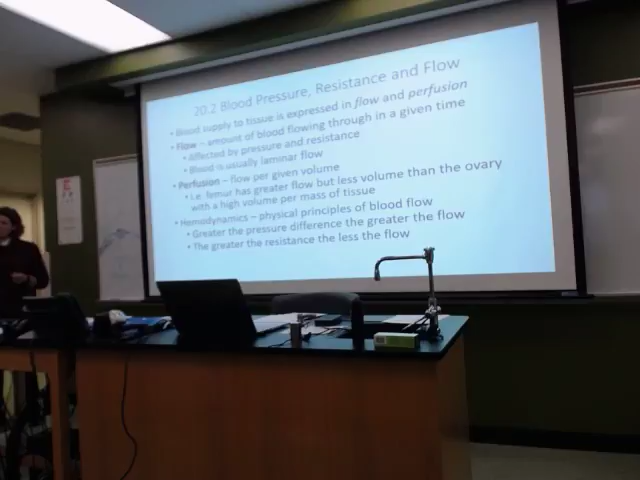 20.2 Blood Pressure, Resistance and Flow
• Blood supply to tissue is expressed in flow and perfusion
• Flow – amount of blood flowing through in a given time
• Affected by pressure and resistance
• Blood is usually laminar flow
• Perfusion – flow per given volume
• i.e. femur has greater flow but less volume than the ovary
with a high volume per mass of tissue
• Hemodynamics – physical principles of blood flow
• Greater the pressure difference the greater the flow
• The greater the resistance the less the flow